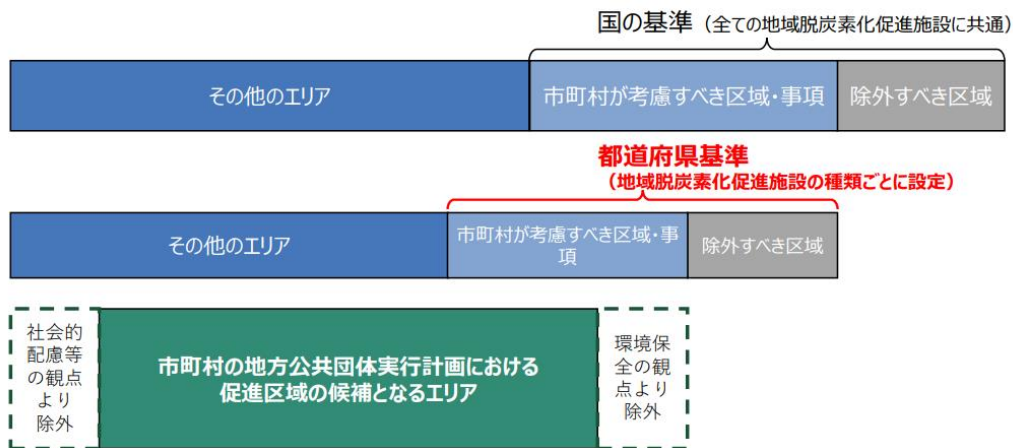 国の基準（全ての地域脱炭素化促進施設に共通）
その他のエリア
市町村が考慮すべき区域・事項
除外すべき区域
都道府県基準
（地域脱炭素化促進施設の種類ごとに設定）
その他のエリア
市町村が考慮すべき区域・事
項
除外すべき区域
社会的
配慮等
の観点
より
除外
市町村の地方公共団体実行計画における
促進区域の候補となるエリア
環境保
全の観
点より
除外